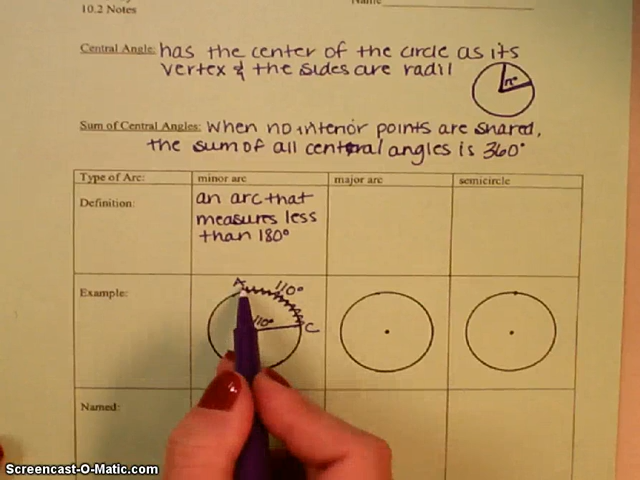 10.2 Notes
Central Angle: has the center of the circle as its
vertex & the sides are radii
n°
Sum of Central Angles: when no interior points are shared,
the sum of all central angles is 360°
Type of Arc: minor arc major arc semicircle
Definition: an arc that
measures less
than 180°
Example: A 110°
110° C
Named:
Screencast-O-Matic.com